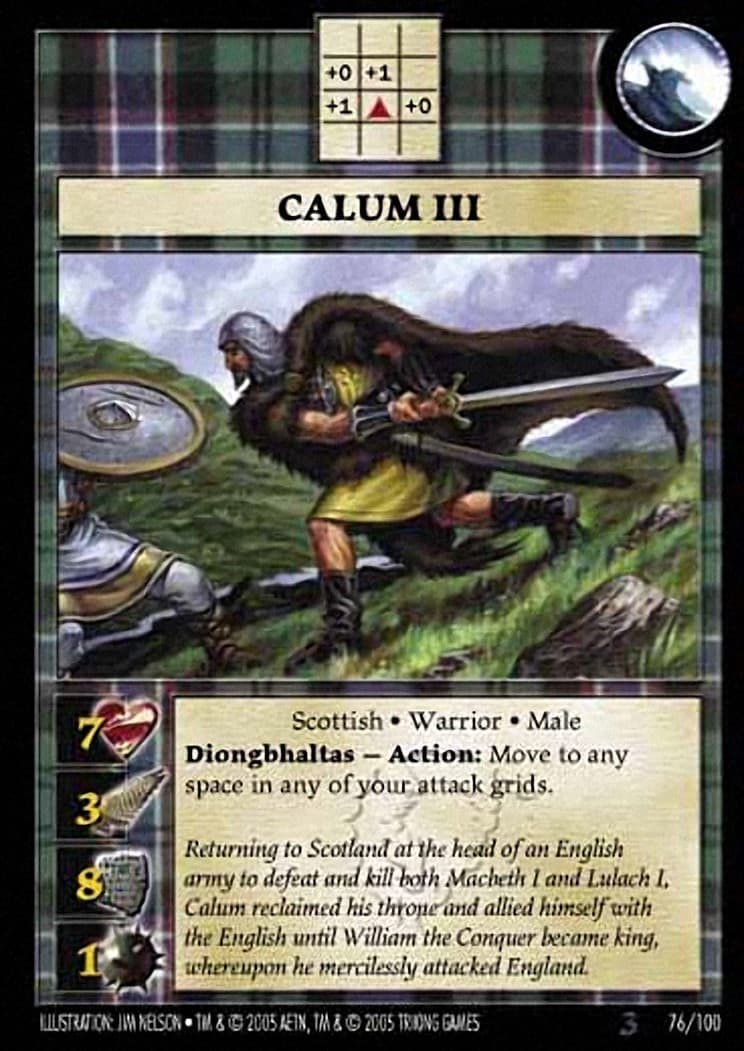 +0 +1
+1 +0
CALUM III
7
3
8
1
Scottish • Warrior • Male
Diongbhaltas – Action: Move to any
space in any of your attack grids.
Returning to Scotland at the head of an English
army to defeat and kill both Macbeth I and Lulach I,
Calum reclaimed his throne and allied himself with
the English until William the Conquer became king,
whereupon he mercilessly attacked England.
ILLUSTRATION: JIM NELSON • TM & © 2005 AETN, TM & © 2005 TRIKING GAMES
3 76/100